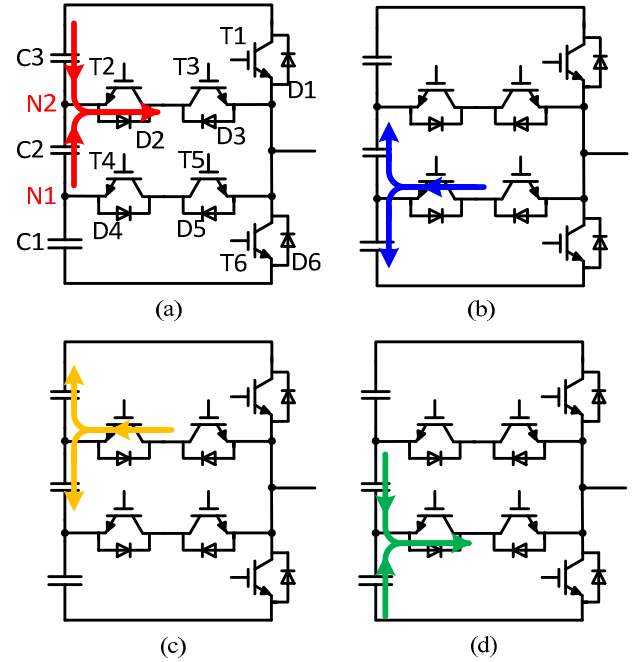 C3 T2 T3 T1
D1
N2
D2 D3
C2 T4 T5
N1
D4 D5
C1 T6 D6
(a) (b)
(c) (d)